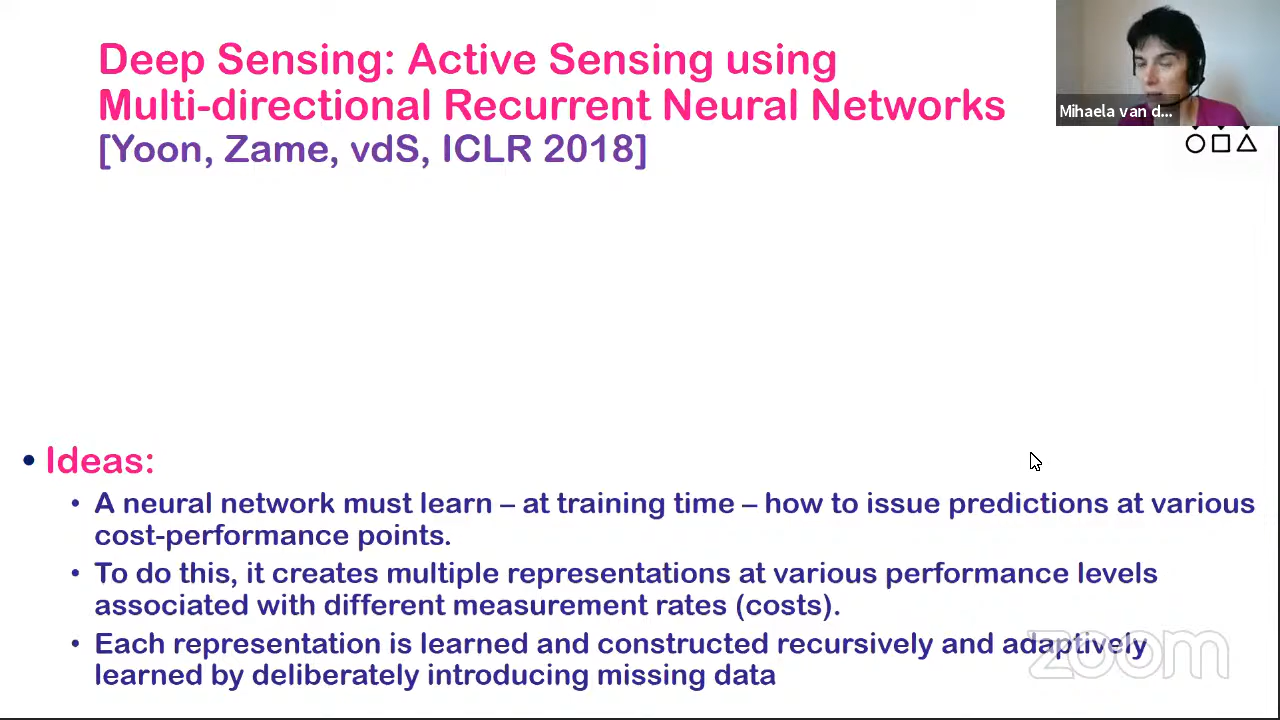 Deep Sensing: Active Sensing using
Multi-directional Recurrent Neural Networks
[Yoon, Zame, vdS, ICLR 2018]
Mihaela van d...
• Ideas:
• A neural network must learn – at training time – how to issue predictions at various
cost-performance points.
• To do this, it creates multiple representations at various performance levels
associated with different measurement rates (costs).
• Each representation is learned and constructed recursively and adaptively
learned by deliberately introducing missing data
zoom